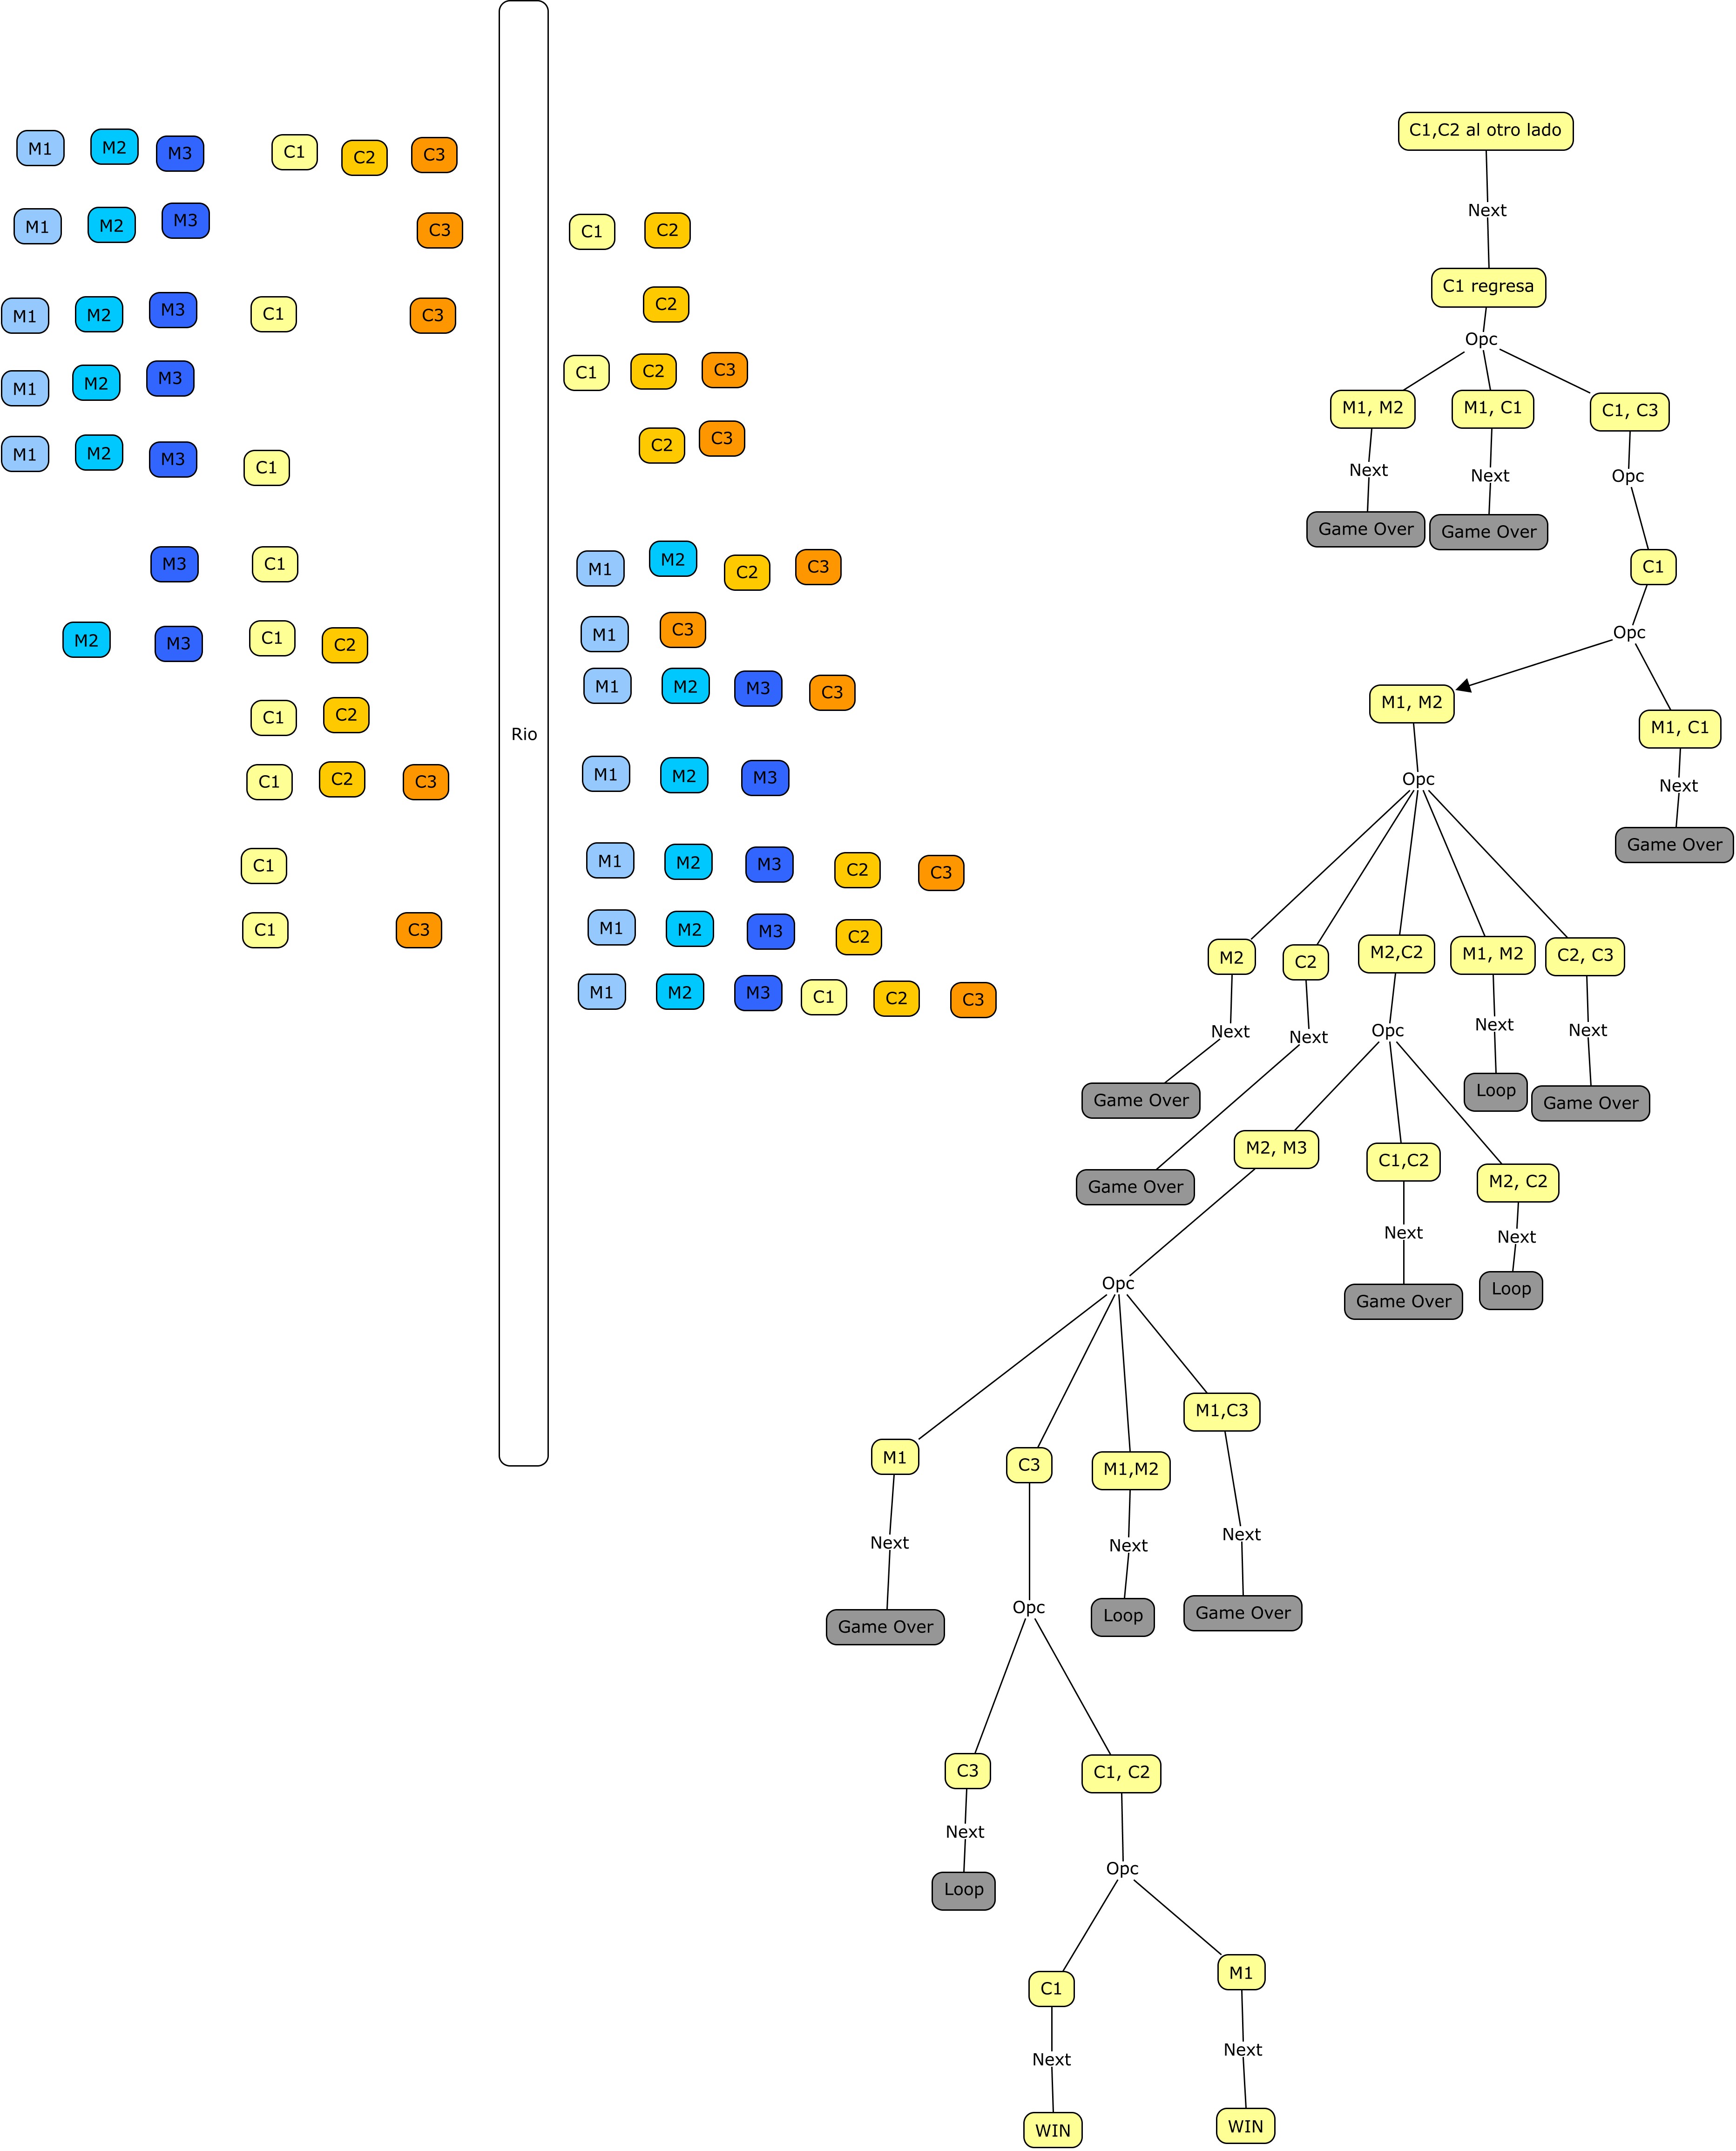 M1 M2 M3 C1 C2 C3
M1 M2 M3 C3 C1 C2
C2
M1 M2 M3 C1 C3
M1 M2 M3 C1 C2 C3
M1 M2 M3 C1 C2 C3
M3 C1 M1 M2 C2 C3
M2 M3 C1 C2 M1 C3
M1 M2 M3 C3
C1 C2
Rio
C1 C2 C3 M1 M2 M3
C1 M1 M2 M3 C2 C3
C1 C3 M1 M2 M3 C2
M1 M2 M3 C1 C2 C3
C1,C2 al otro lado
Next
C1 regresa
Opc
M1, M2 M1, C1 C1, C3
Next Next Opc
Game Over Game Over
C1
Opc
M1, M2 M1, C1
Opc Next
Game Over
M2 C2 M2,C2 M1, M2 C2, C3
Next Next Opc Next Next
Game Over Loop Game Over
M2, M3 C1,C2 M2, C2
Game Over
Next Next
Opc Game Over Loop
M1,C3
M1 C3 M1,M2
Next Next Next
Opc Loop Game Over
Game Over
C3 C1, C2
Next
Opc
Loop
C1 M1
Next Next
WIN WIN